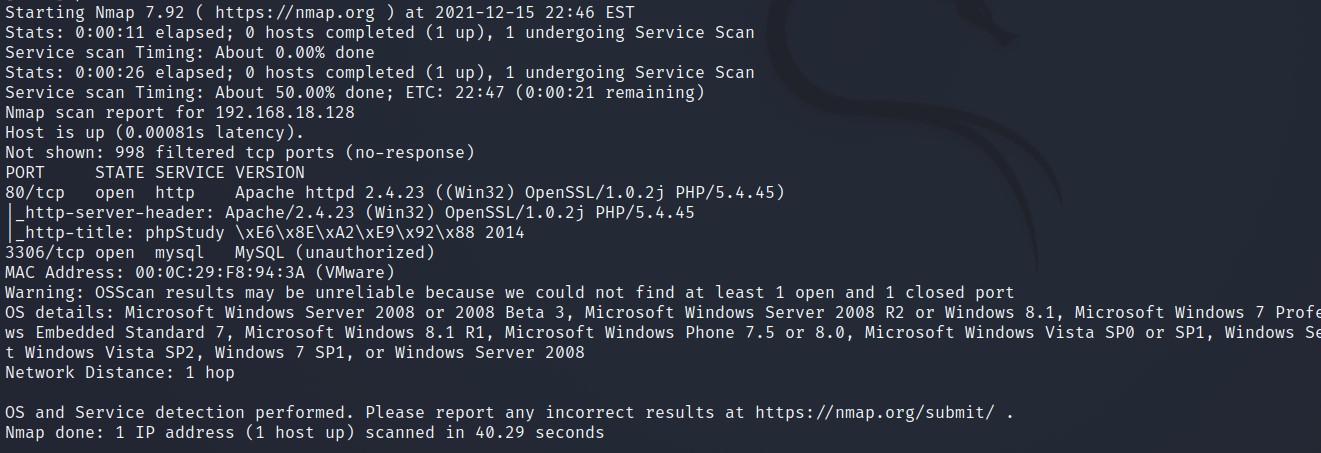 Starting Nmap 7.92 ( https://nmap.org ) at 2021-12-15 22:46 EST
Stats: 0:00:11 elapsed; 0 hosts completed (1 up), 1 undergoing Service Scan
Service scan Timing: About 0.00% done
Stats: 0:00:26 elapsed; 0 hosts completed (1 up), 1 undergoing Service Scan
Service scan Timing: About 50.00% done; ETC: 22:47 (0:00:21 remaining)
Nmap scan report for 192.168.18.128
Host is up (0.00081s latency).
Not shown: 998 filtered tcp ports (no-response)
PORT     STATE SERVICE VERSION
80/tcp   open  http    Apache httpd 2.4.23 ((Win32) OpenSSL/1.0.2j PHP/5.4.45)
|_http-server-header: Apache/2.4.23 (Win32) OpenSSL/1.0.2j PHP/5.4.45
|_http-title: phpStudy \xE6\x8E\xA2\xE9\x92\x88 2014
3306/tcp open  mysql   MySQL (unauthorized)
MAC Address: 00:0C:29:F8:94:3A (VMware)
Warning: OSScan results may be unreliable because we could not find at least 1 open and 1 closed port
OS details: Microsoft Windows Server 2008 or 2008 Beta 3, Microsoft Windows Server 2008 R2 or Windows 8.1, Microsoft Windows 7 Profe
ws Embedded Standard 7, Microsoft Windows 8.1 R1, Microsoft Windows Phone 7.5 or 8.0, Microsoft Windows Vista SP0 or SP1, Windows Se
t Windows Vista SP2, Windows 7 SP1, or Windows Server 2008
Network Distance: 1 hop
OS and Service detection performed. Please report any incorrect results at https://nmap.org/submit/ .
Nmap done: 1 IP address (1 host up) scanned in 40.29 seconds